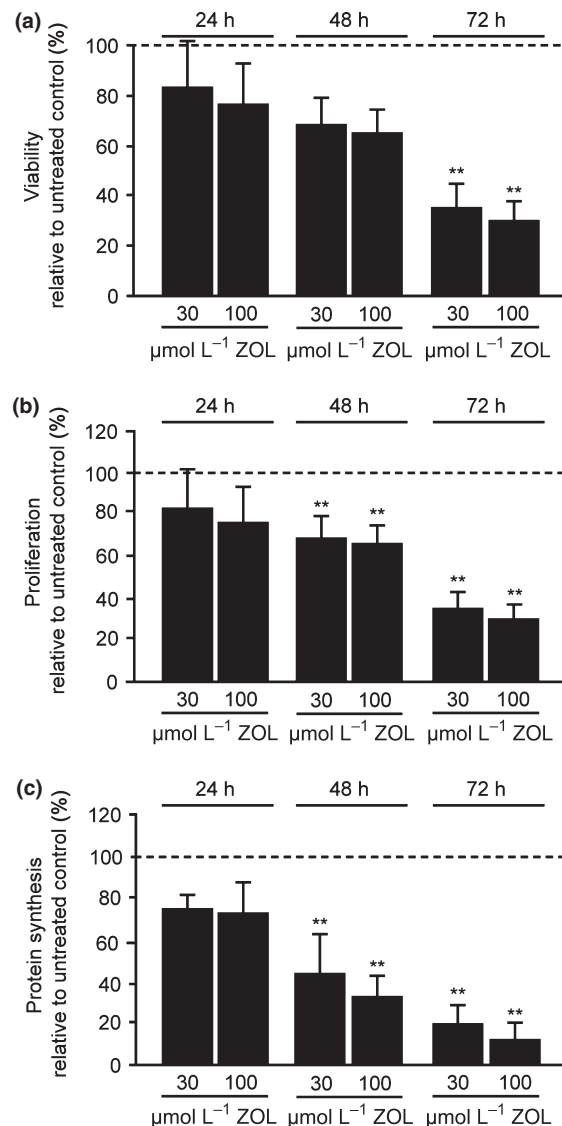 (a)
24 h 48 h 72 h
Viability
relative to untreated control (%)
100
80
60
40
20
0
** **
30 100 30 100 30 100
µmol L⁻¹ ZOL µmol L⁻¹ ZOL µmol L⁻¹ ZOL
(b)
24 h 48 h 72 h
Proliferation
relative to untreated control (%)
120
100
80
60
40
20
0
** **
** **
30 100 30 100 30 100
µmol L⁻¹ ZOL µmol L⁻¹ ZOL µmol L⁻¹ ZOL
(c)
24 h 48 h 72 h
Protein synthesis
relative to untreated control (%)
120
100
80
60
40
20
0
** **
** **
30 100 30 100 30 100
µmol L⁻¹ ZOL µmol L⁻¹ ZOL µmol L⁻¹ ZOL